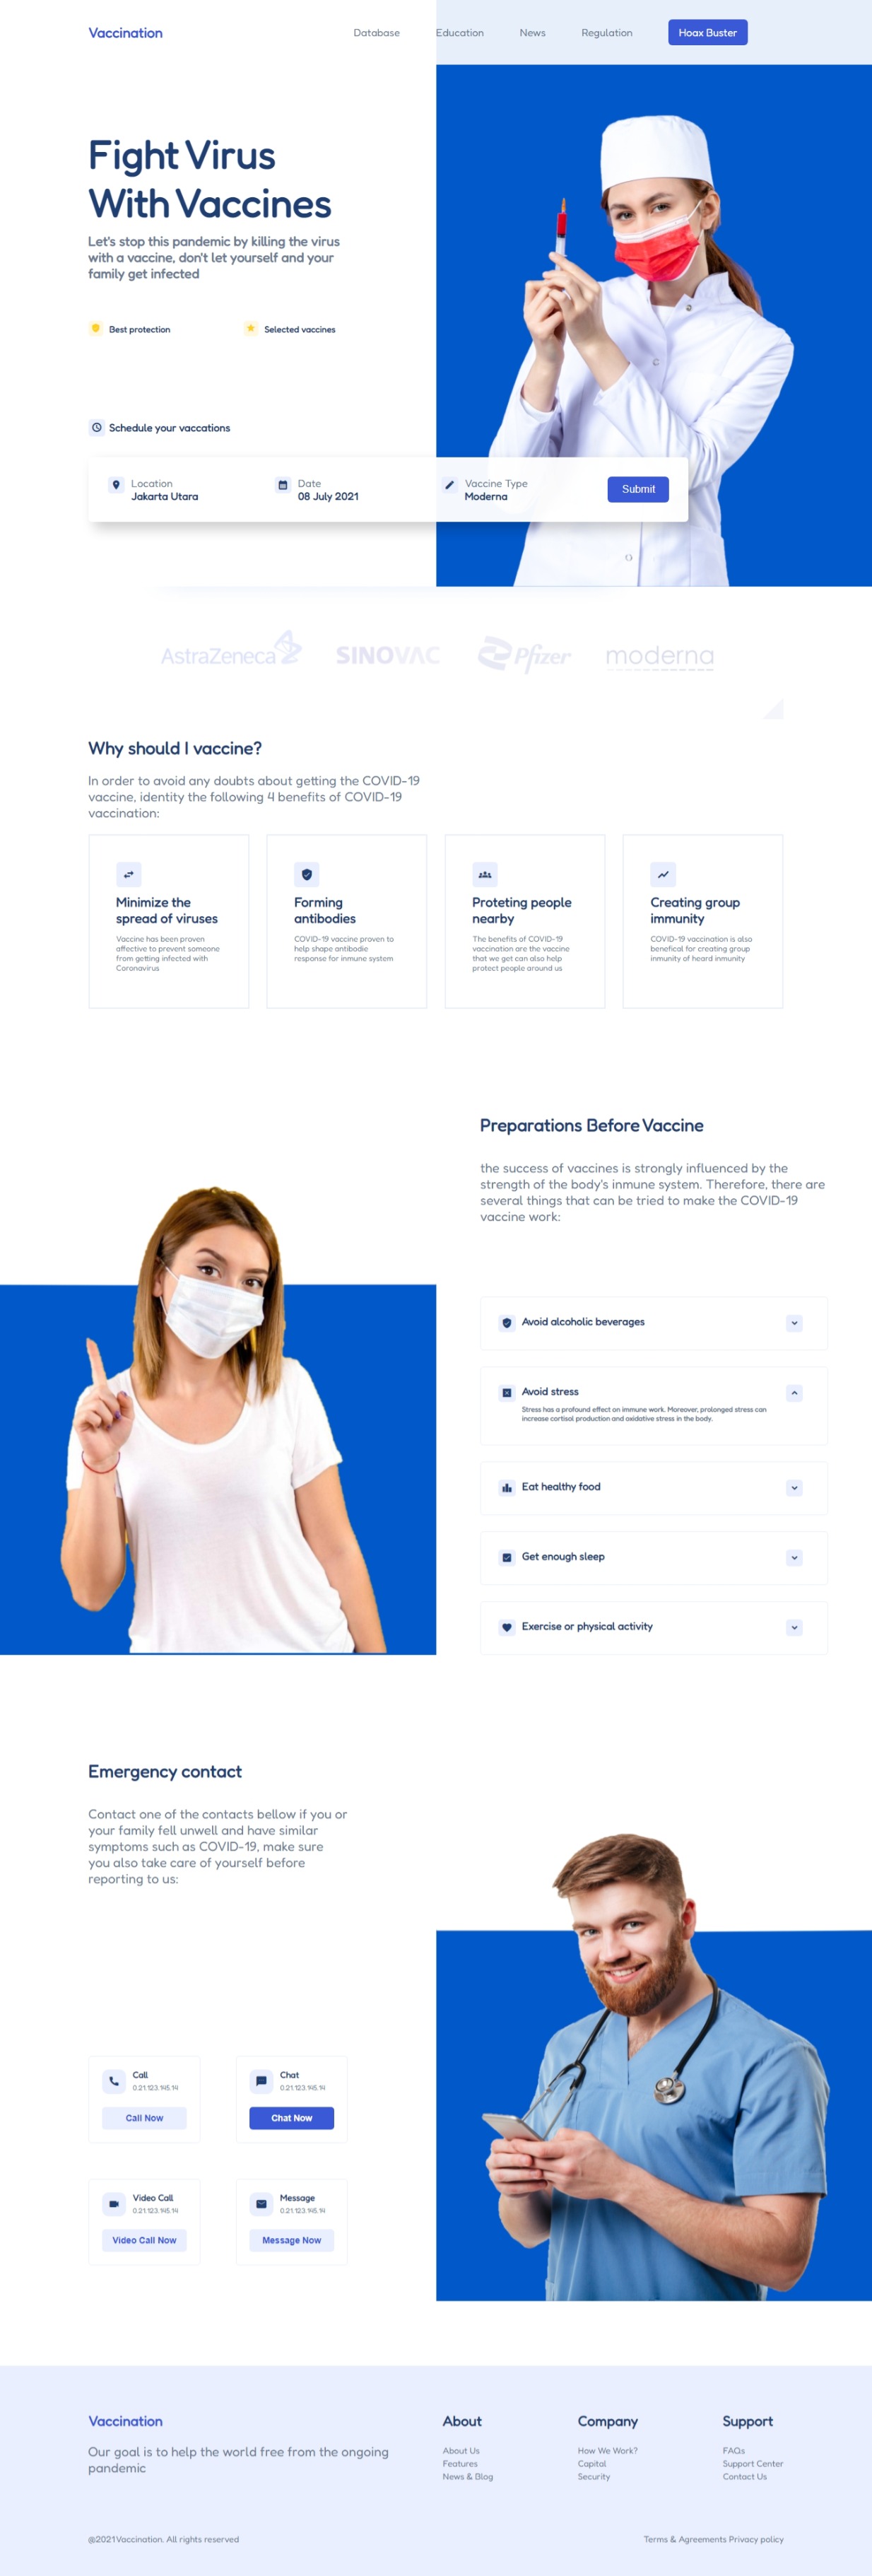 Vaccination
Database
Education
News
Regulation
Hoax Buster
Fight Virus
With Vaccines
Let's stop this pandemic by killing the virus
with a vaccine, don't let yourself and your
family get infected
Best protection
Selected vaccines
Schedule your vaccations
Location
Jakarta Utara
Date
08 July 2021
Vaccine Type
Moderna
Submit
AstraZeneca
SINOVAC
Pfizer
moderna
Why should I vaccine?
In order to avoid any doubts about getting the COVID-19
vaccine, identity the following 4 benefits of COVID-19
vaccination:
Minimize the
spread of viruses
Vaccine has been proven
affective to prevent someone
from getting infected with
Coronavirus
Forming
antibodies
COVID-19 vaccine proven to
help shape antibodie
response for inmune system
Proteting people
nearby
The benefits of COVID-19
vaccination are the vaccine
that we get can also help
protect people around us
Creating group
immunity
COVID-19 vaccination is also
benefical for creating group
inmunity of heard inmunity
Preparations Before Vaccine
the success of vaccines is strongly influenced by the
strength of the body's inmune system. Therefore, there are
several things that can be tried to make the COVID-19
vaccine work:
Avoid alcoholic beverages
Avoid stress
Stress has a profound effect on immune work. Moreover, prolonged stress can
increase cortisol production and oxidative stress in the body.
Eat healthy food
Get enough sleep
Exercise or physical activity
Emergency contact
Contact one of the contacts bellow if you or
your family fell unwell and have similar
symptoms such as COVID-19, make sure
you also take care of yourself before
reporting to us:
Call
0.21.123.145.14
Call Now
Chat
0.21.123.145.14
Chat Now
Video Call
0.21.123.145.14
Video Call Now
Message
0.21.123.145.14
Message Now
Vaccination
Our goal is to help the world free from the ongoing
pandemic
About
About Us
Features
News & Blog
Company
How We Work?
Capital
Security
Support
FAQs
Support Center
Contact Us
@2021 Vaccination. All rights reserved
Terms & Agreements Privacy policy